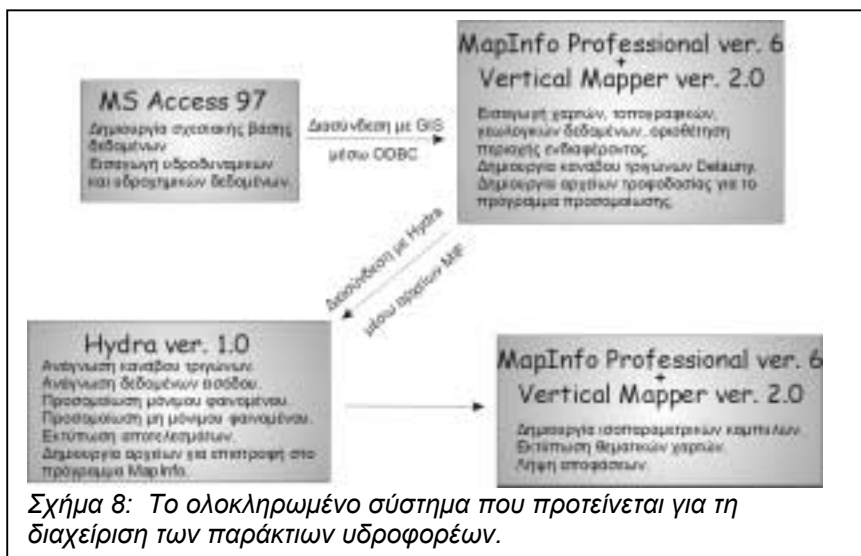 MS Access 97
Δημιουργία σχεσιακής βάσης
δεδομένων.
Εισαγωγή υδροδυναμικων
και υδροχημικών δεδομένων.
Διασύνδεση με GIS
μέσω ODBC
MapInfo Professional ver. 6
+
Vertical Mapper ver. 2.0
Εισαγωγή χαρτών, τοπογραφικών,
γεωλογικών δεδομένων, οριοθέτηση
περιοχής ενδιαφέροντος.
Δημιουργία κανάβου τριγώνων Delauny.
Δημιουργία αρχείων τροφοδοσίας για το
πρόγραμμα προσομοίωσης.
Διασύνδεση με Hydra
μέσω αρχείων MIF
Hydra ver. 1.0
Ανάγνωση κανάβου τριγώνων.
Ανάγνωση δεδομένων εισόδου.
Προσομοίωση μόνιμου φαινομένου.
Προσομοίωση μη μόνιμου φαινομένου.
Εκτύπωση αποτελεσμάτων.
Δημιουργία αρχείων για επιστροφή στο
πρόγραμμα MapInfo.
MapInfo Professional ver. 6
+
Vertical Mapper ver. 2.0
Δημιουργία ισοπαραμετρικών καμπυλων.
Εκτύπωση θεματικών χαρτών.
Λήψη αποφάσεων.
Σχήμα 8: Το ολοκληρωμένο σύστημα που προτείνεται για τη
διαχείριση των παράκτιων υδροφορέων.